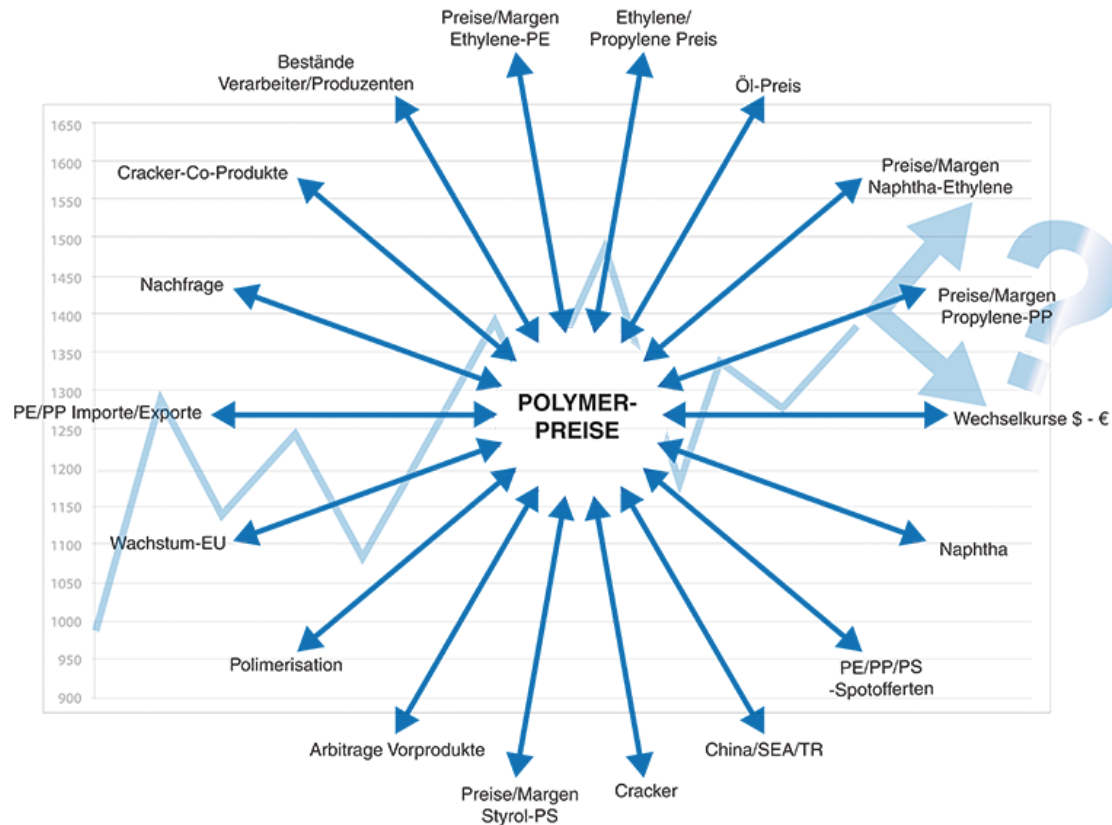 Preise/Margen
Ethylene-PE
Ethylene/
Propylene Preis
Bestände
Verarbeiter/Produzenten
Öl-Preis
Cracker-Co-Produkte
Preise/Margen
Naphtha-Ethylene
Nachfrage
Preise/Margen
Propylene-PP
PE/PP Importe/Exporte
POLYMER-
PREISE
Wechselkurse $ - €
Wachstum-EU
Naphtha
Polimerisation
PE/PP/PS
-Spotofferten
Arbitrage Vorprodukte
China/SEA/TR
Preise/Margen
Styrol-PS
Cracker
1650
1600
1550
1500
1450
1400
1350
1300
1250
1200
1150
1100
1050
1000
950
900
?